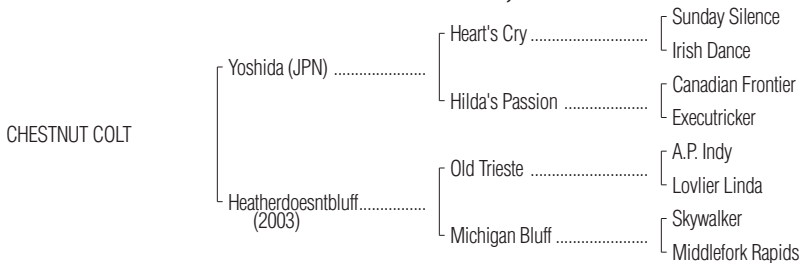 CHESTNUT COLT
Yoshida (JPN) ......................
Heart's Cry ............................
Sunday Silence
Irish Dance
Hilda's Passion ....................
Canadian Frontier
Executricker
Heatherdoesntbluff................
(2003)
Old Trieste ............................
A.P. Indy
Lovlier Linda
Michigan Bluff ......................
Skywalker
Middlefork Rapids